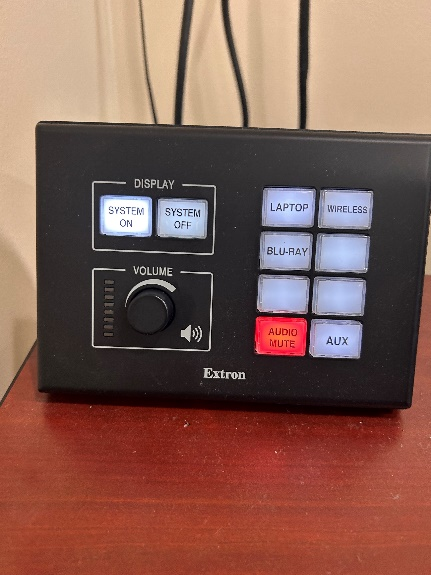 DISPLAY
SYSTEM
ON
SYSTEM
OFF
VOLUME
LAPTOP
WIRELESS
BLU-RAY
AUDIO
MUTE
AUX
Extron